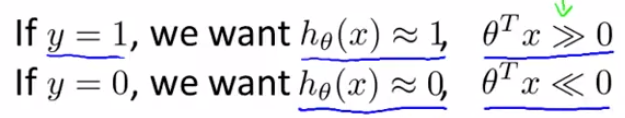 If y = 1, we want hθ(x) ≈ 1, θᵀx ≫ 0
If y = 0, we want hθ(x) ≈ 0, θᵀx ≪ 0